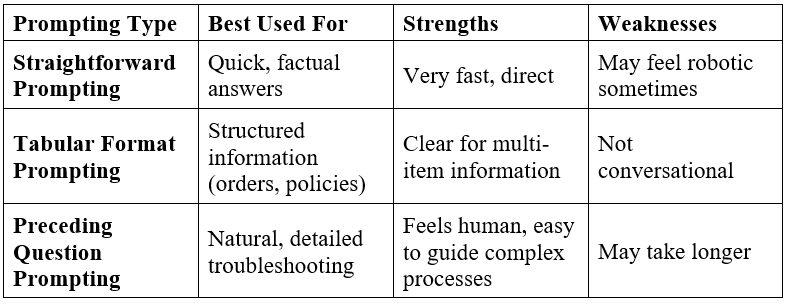 Prompting Type Best Used For Strengths Weaknesses
Straightforward Prompting Quick, factual answers Very fast, direct May feel robotic sometimes
Tabular Format Prompting Structured information (orders, policies) Clear for multi-item information Not conversational
Preceding Question Prompting Natural, detailed troubleshooting Feels human, easy to guide complex processes May take longer